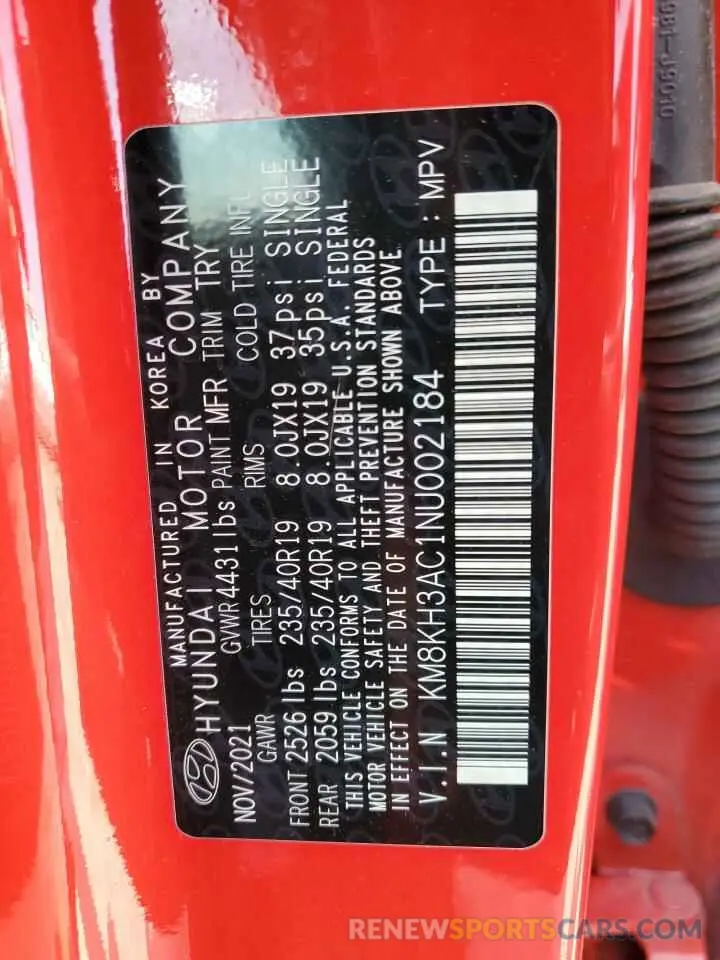 MANUFACTURED IN KOREA BY
HYUNDAI MOTOR COMPANY
NOV/2021 GVWR 4431lbs PAINT MFR TRIM TRY
GAWR TIRES RIMS COLD TIRE INFL
FRONT 2526lbs 235/40R19 8.0JX19 37psi SINGLE
REAR 2059lbs 235/40R19 8.0JX19 35psi SINGLE
THIS VEHICLE CONFORMS TO ALL APPLICABLE U.S.A. FEDERAL
MOTOR VEHICLE SAFETY AND THEFT PREVENTION STANDARDS
IN EFFECT ON THE DATE OF MANUFACTURE SHOWN ABOVE
V.I.N KM8KH3AC1NU002184 TYPE : MPV
RENEWSPORTSCARS.COM